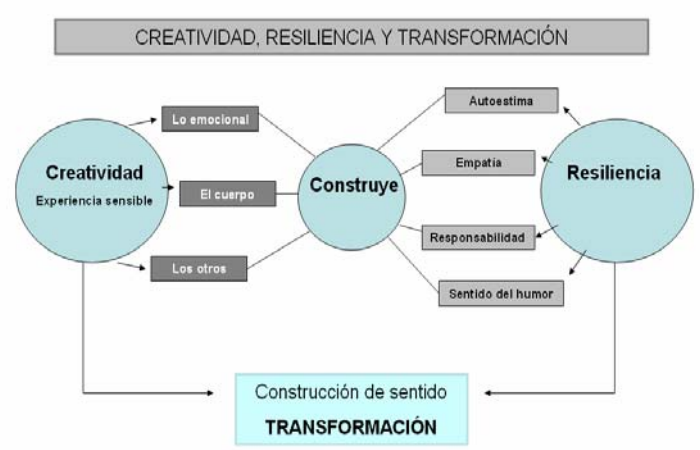 CREATIVIDAD, RESILIENCIA Y TRANSFORMACIÓN
Creatividad
Experiencia sensible
Lo emocional
El cuerpo
Los otros
Construye
Autoestima
Empatía
Responsabilidad
Sentido del humor
Resiliencia
Construcción de sentido
TRANSFORMACIÓN